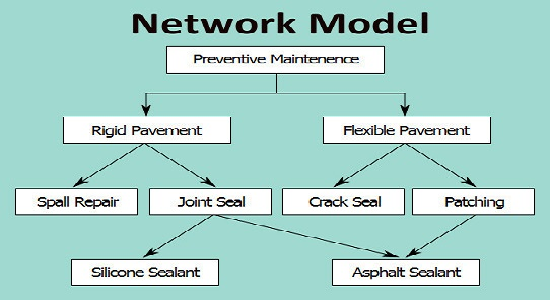 Network Model
Preventive Maintenence
Rigid Pavement
Flexible Pavement
Spall Repair
Joint Seal
Crack Seal
Patching
Silicone Sealant
Asphalt Sealant